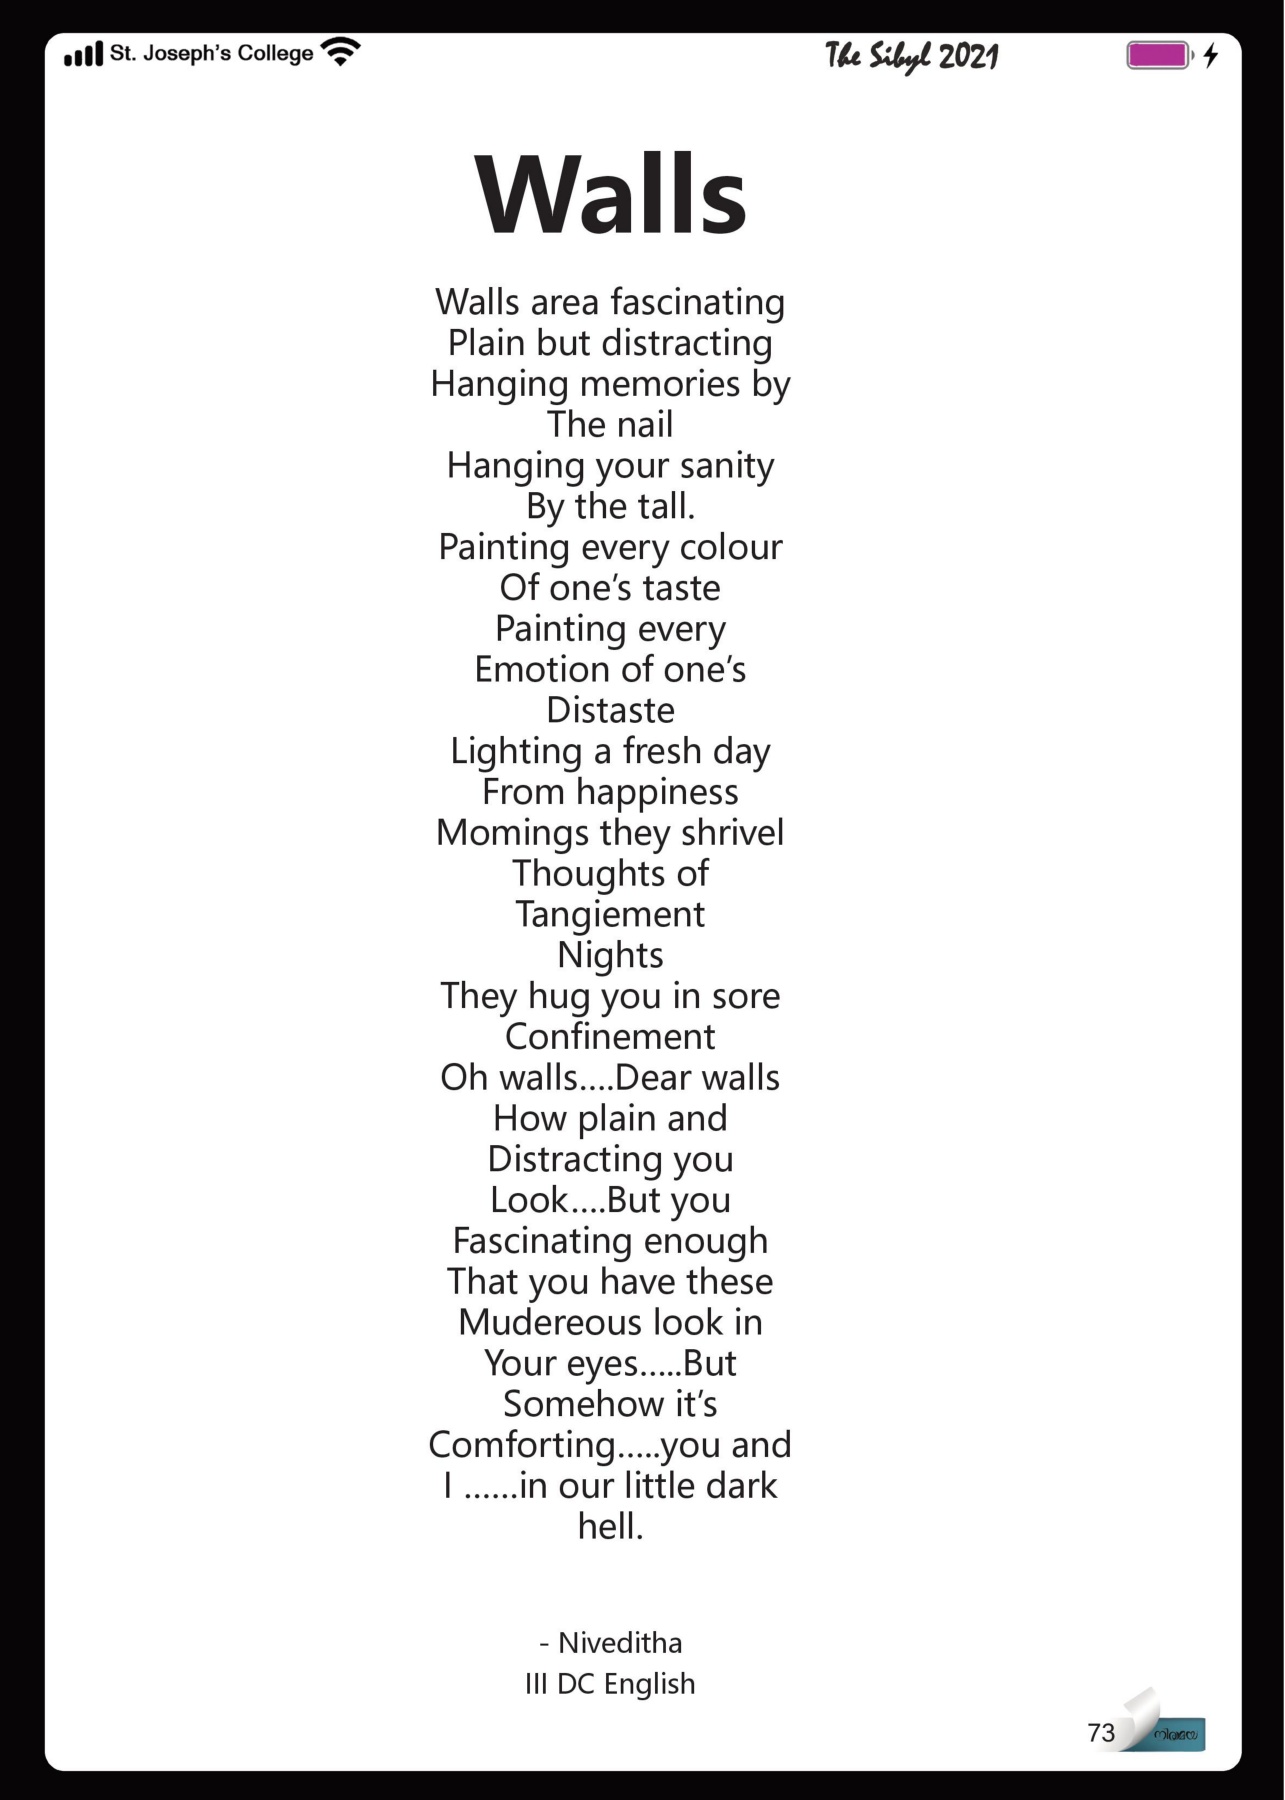 St. Joseph's College
The Sibyl 2021
Walls
Walls area fascinating
Plain but distracting
Hanging memories by
The nail
Hanging your sanity
By the tall.
Painting every colour
Of one's taste
Painting every
Emotion of one's
Distaste
Lighting a fresh day
From happiness
Momings they shrivel
Thoughts of
Tangiement
Nights
They hug you in sore
Confinement
Oh walls....Dear walls
How plain and
Distracting you
Look....But you
Fascinating enough
That you have these
Mudereous look in
Your eyes.....But
Somehow it's
Comforting.....you and
I ......in our little dark
hell.
- Niveditha
III DC English
73